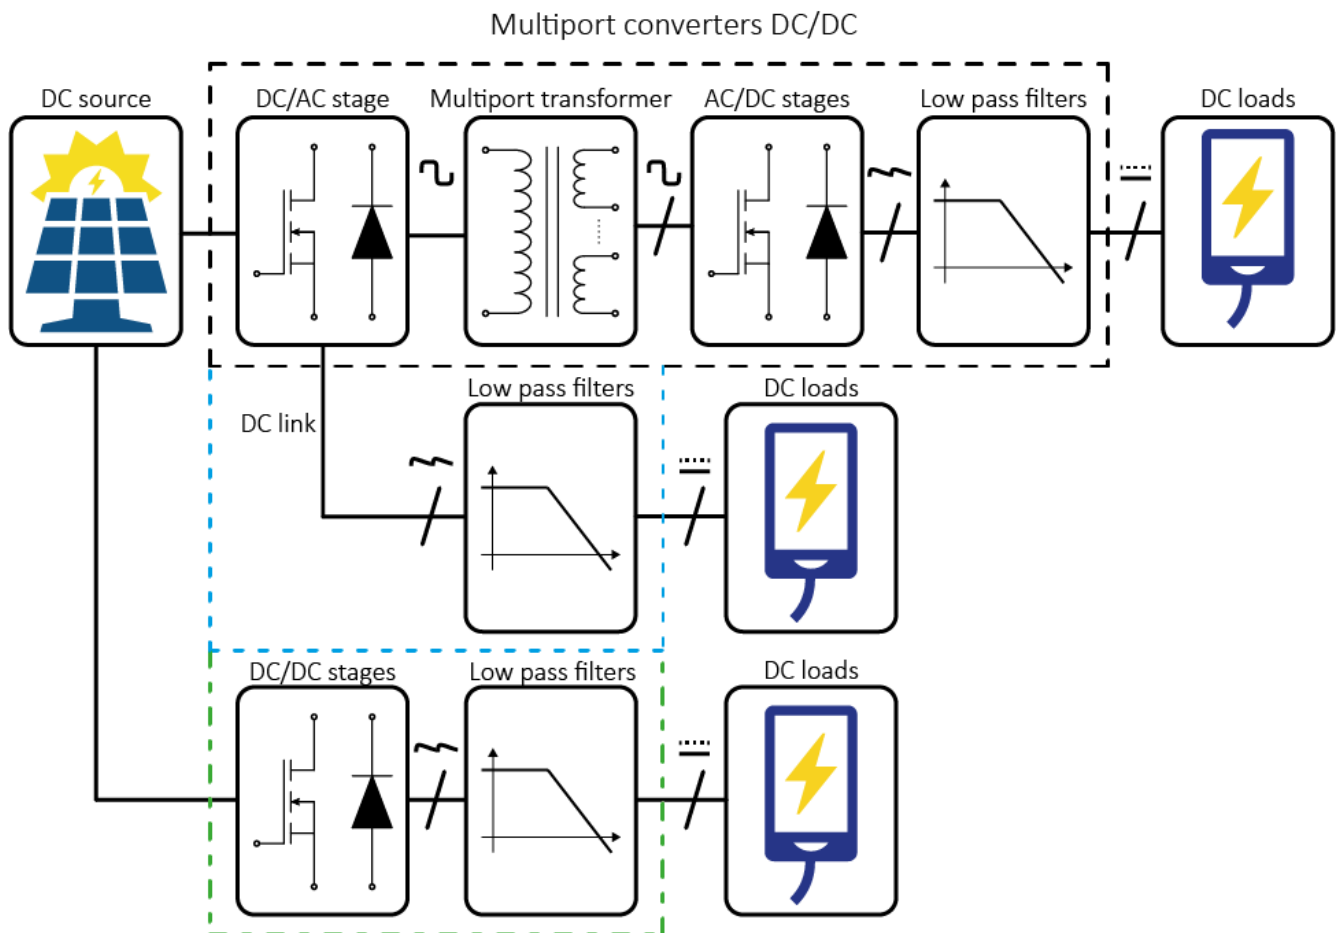 Multiport converters DC/DC
DC source
DC/AC stage
Multiport transformer
AC/DC stages
Low pass filters
DC loads
DC link
Low pass filters
DC loads
DC/DC stages
Low pass filters
DC loads